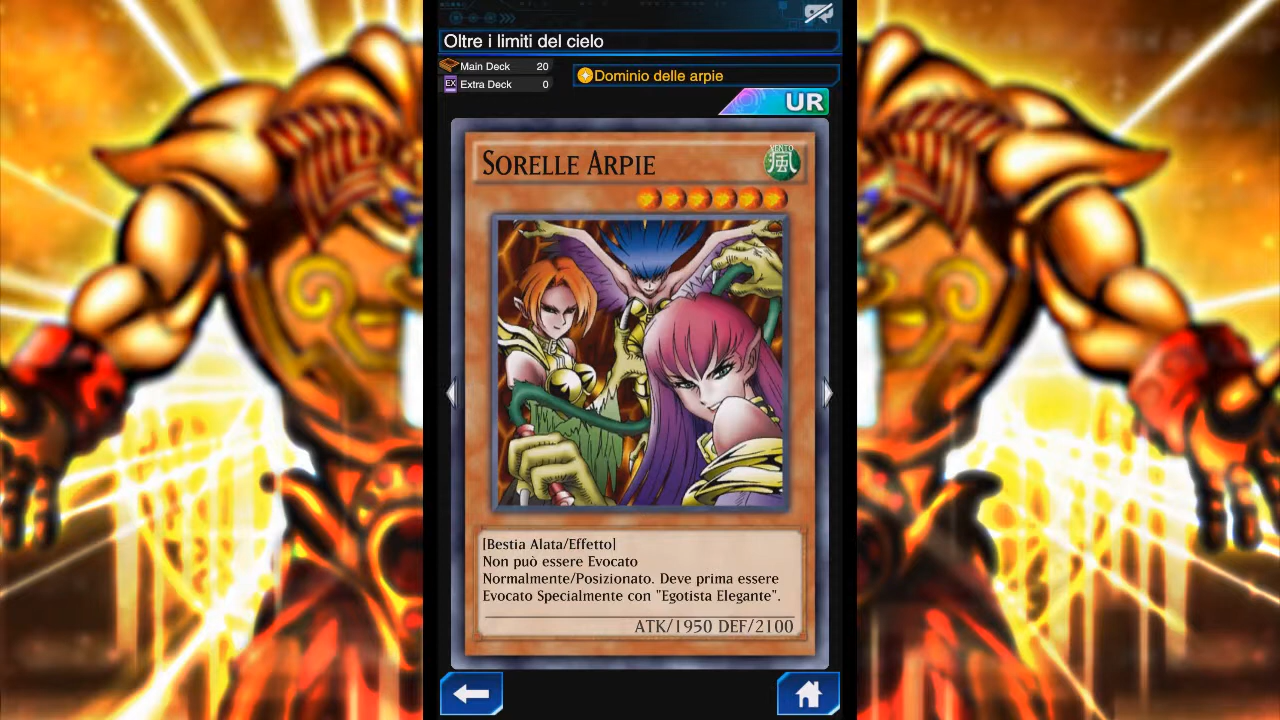 Oltre i limiti del cielo
Main Deck 20
EX Extra Deck 0
Dominio delle arpie
UR
SORELLE ARPIE
VENTO
風
[Bestia Alata/Effetto]
Non può essere Evocato
Normalmente/Posizionato. Deve prima essere
Evocato Specialmente con "Egotista Elegante".
ATK/1950 DEF/2100